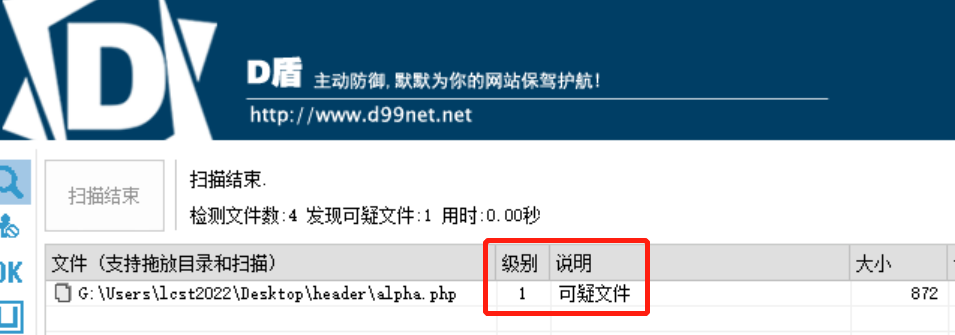 D
D盾 主动防御,默默为你的网站保驾护航!
http://www.d99net.net
扫描结束
扫描结束.
检测文件数:4 发现可疑文件:1 用时:0.00秒
OK
文件（支持拖放目录和扫描） 级别 说明 大小
G:\Users\lcst2022\Desktop\header\alpha.php 1 可疑文件 872